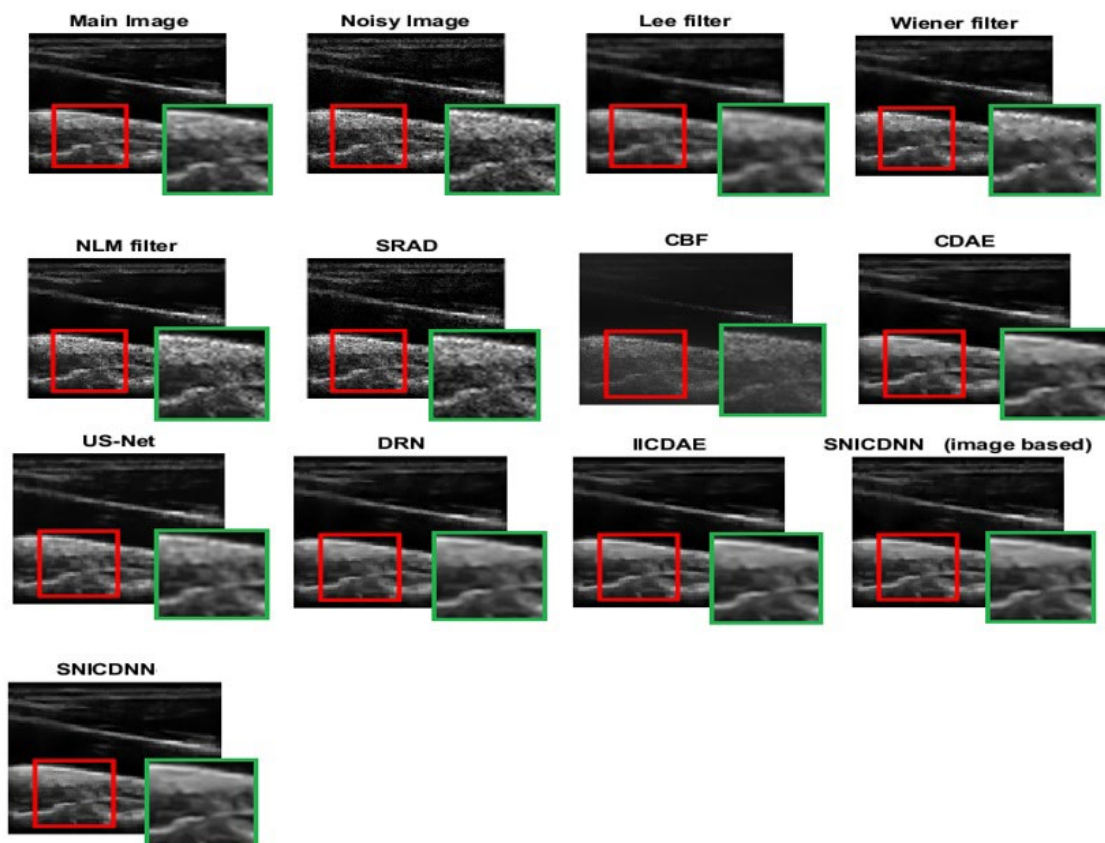 Main Image
Noisy Image
Lee filter
Wiener filter
NLM filter
SRAD
CBF
CDAE
US-Net
DRN
IICDAE
SNICDNN (image based)
SNICDNN